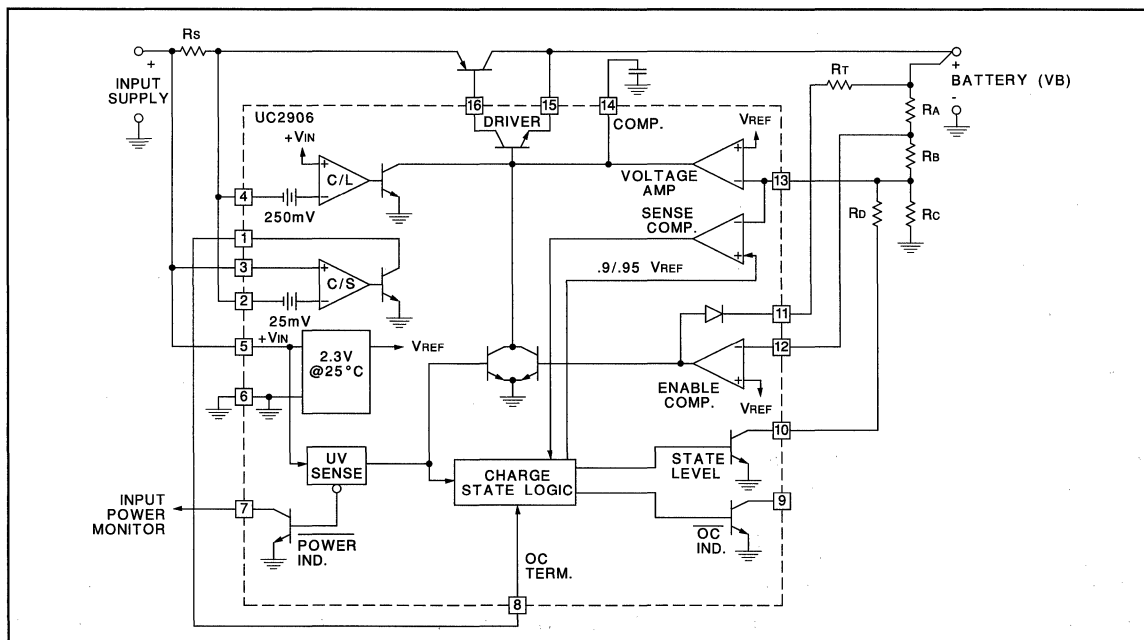 RS
+
INPUT
SUPPLY
+
BATTERY (VB)
-
RT
RA
RB
RC
RD
16
15
14
DRIVER
COMP.
UC2906
+VIN
+
C/L
-
4
250mV
1
3
+
C/S
-
2
25mV
5
+VIN
2.3V
@25°C
VREF
6
VREF
+
-
VOLTAGE
AMP
13
SENSE
COMP.
-
+
.9/.95 VREF
11
12
-
+
ENABLE
COMP.
VREF
10
STATE
LEVEL
9
OC
IND.
UV
SENSE
CHARGE
STATE LOGIC
7
INPUT
POWER
MONITOR
POWER
IND.
OC
TERM.
8